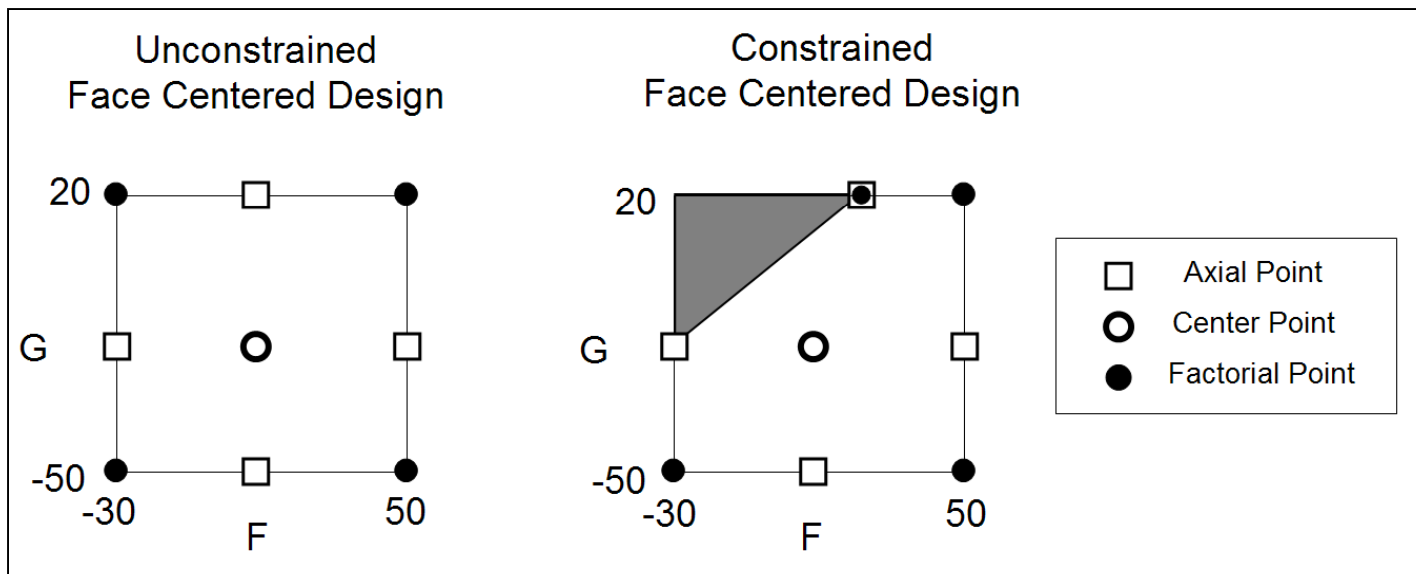 Unconstrained
Face Centered Design
20
G
-50
-30
50
F
Constrained
Face Centered Design
20
G
-50
-30
50
F
Axial Point
Center Point
Factorial Point